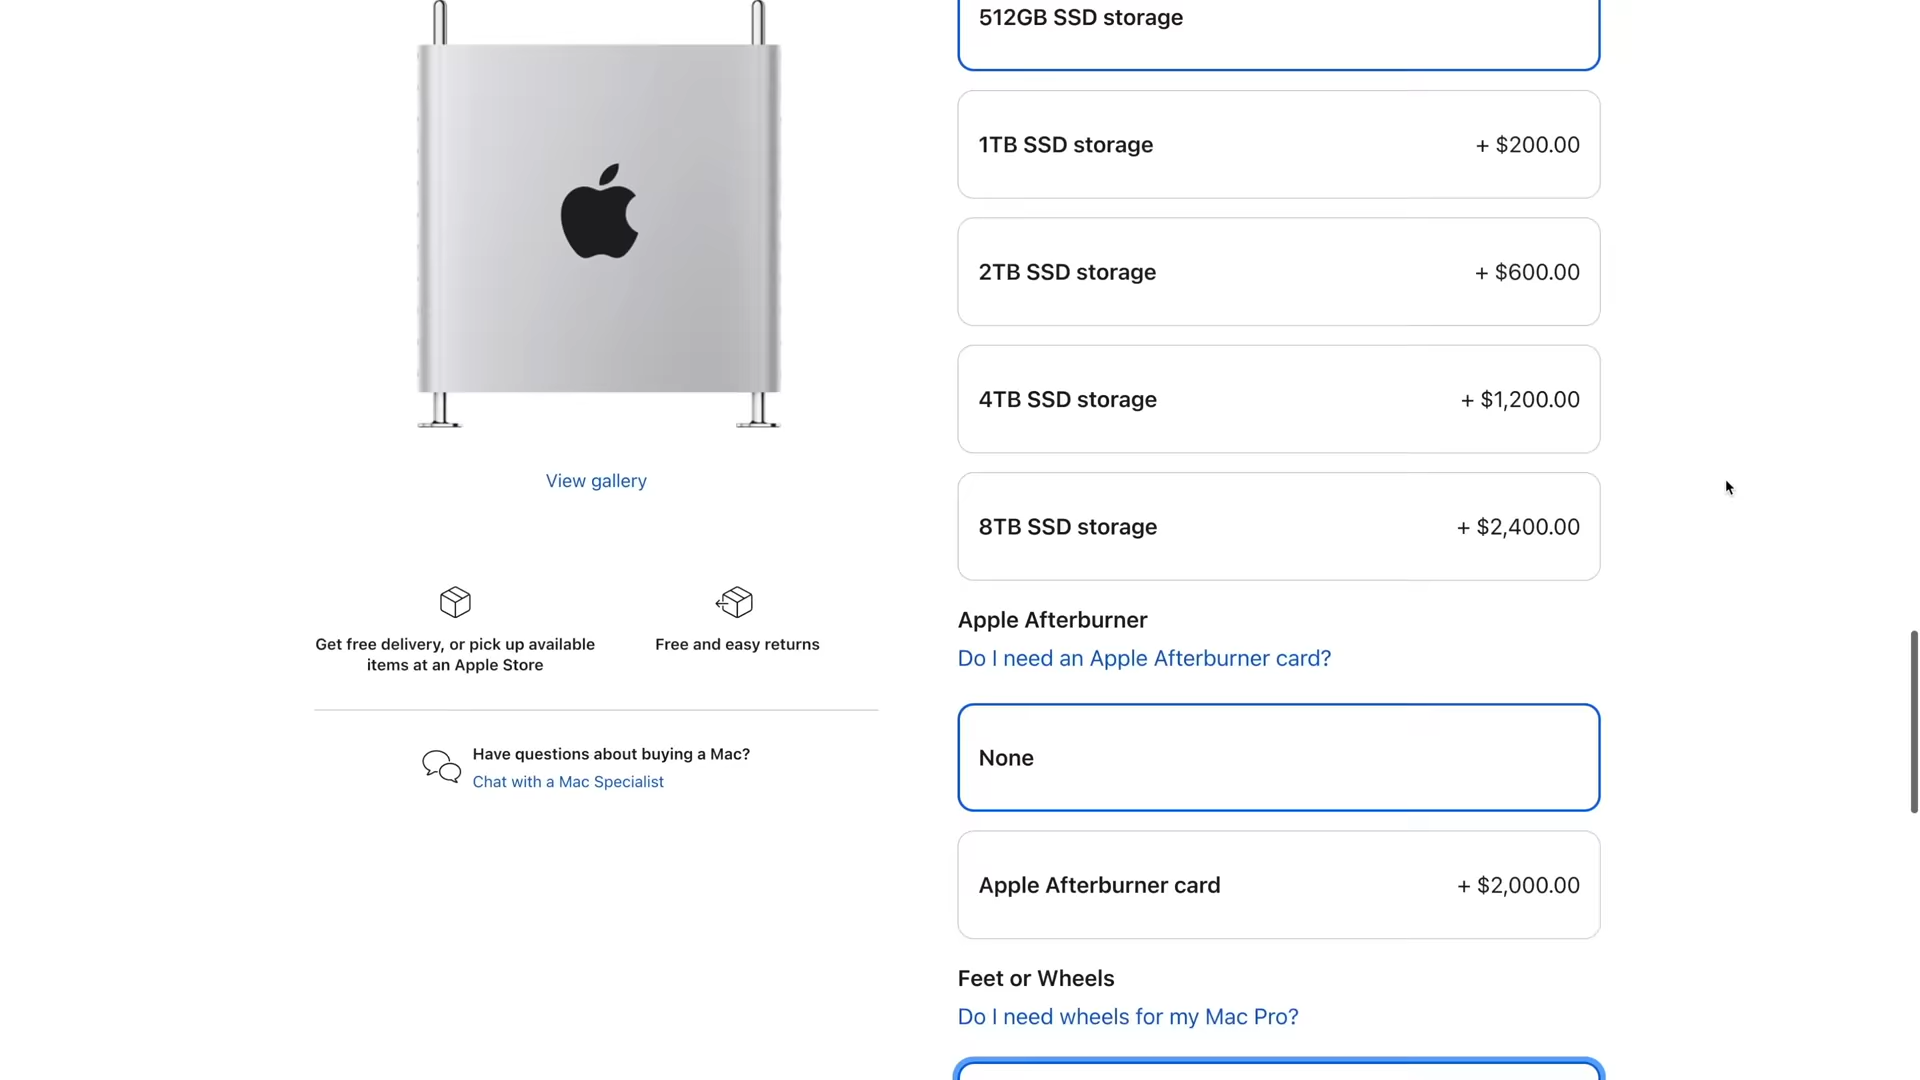 512GB SSD storage
1TB SSD storage + $200.00
2TB SSD storage + $600.00
4TB SSD storage + $1,200.00
8TB SSD storage + $2,400.00
View gallery
Get free delivery, or pick up available
items at an Apple Store
Free and easy returns
Have questions about buying a Mac?
Chat with a Mac Specialist
Apple Afterburner
Do I need an Apple Afterburner card?
None
Apple Afterburner card + $2,000.00
Feet or Wheels
Do I need wheels for my Mac Pro?